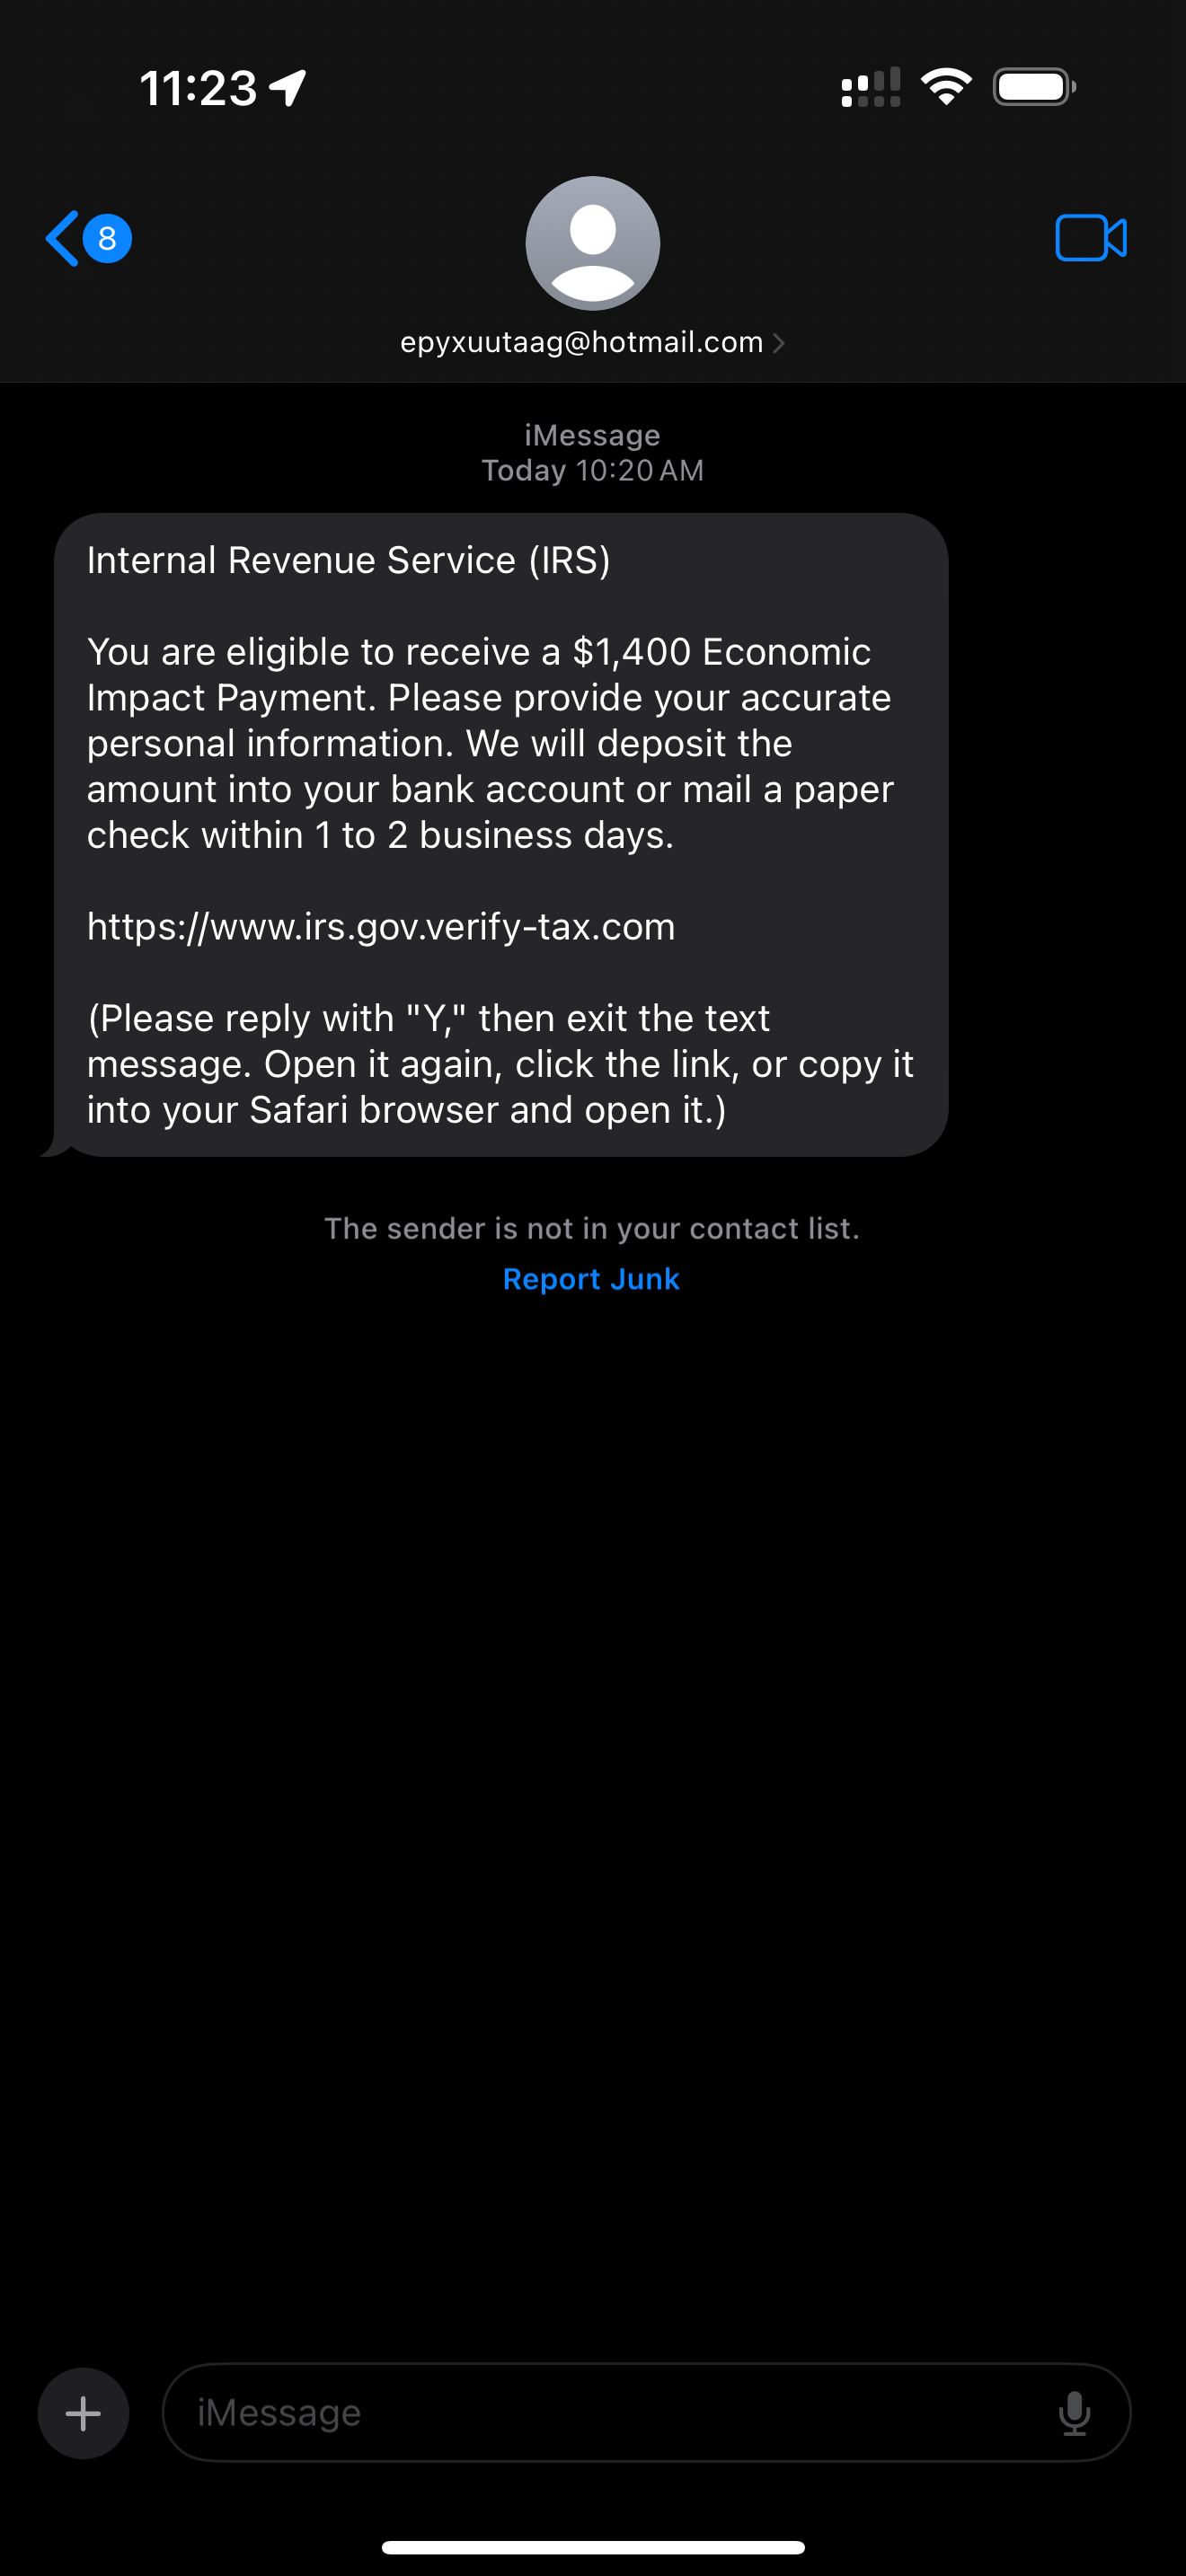 11:23
8
epyxuutaag@hotmail.com
iMessage
Today 10:20 AM
Internal Revenue Service (IRS)
You are eligible to receive a $1,400 Economic
Impact Payment. Please provide your accurate
personal information. We will deposit the
amount into your bank account or mail a paper
check within 1 to 2 business days.
https://www.irs.gov.verify-tax.com
(Please reply with "Y," then exit the text
message. Open it again, click the link, or copy it
into your Safari browser and open it.)
The sender is not in your contact list.
Report Junk
iMessage